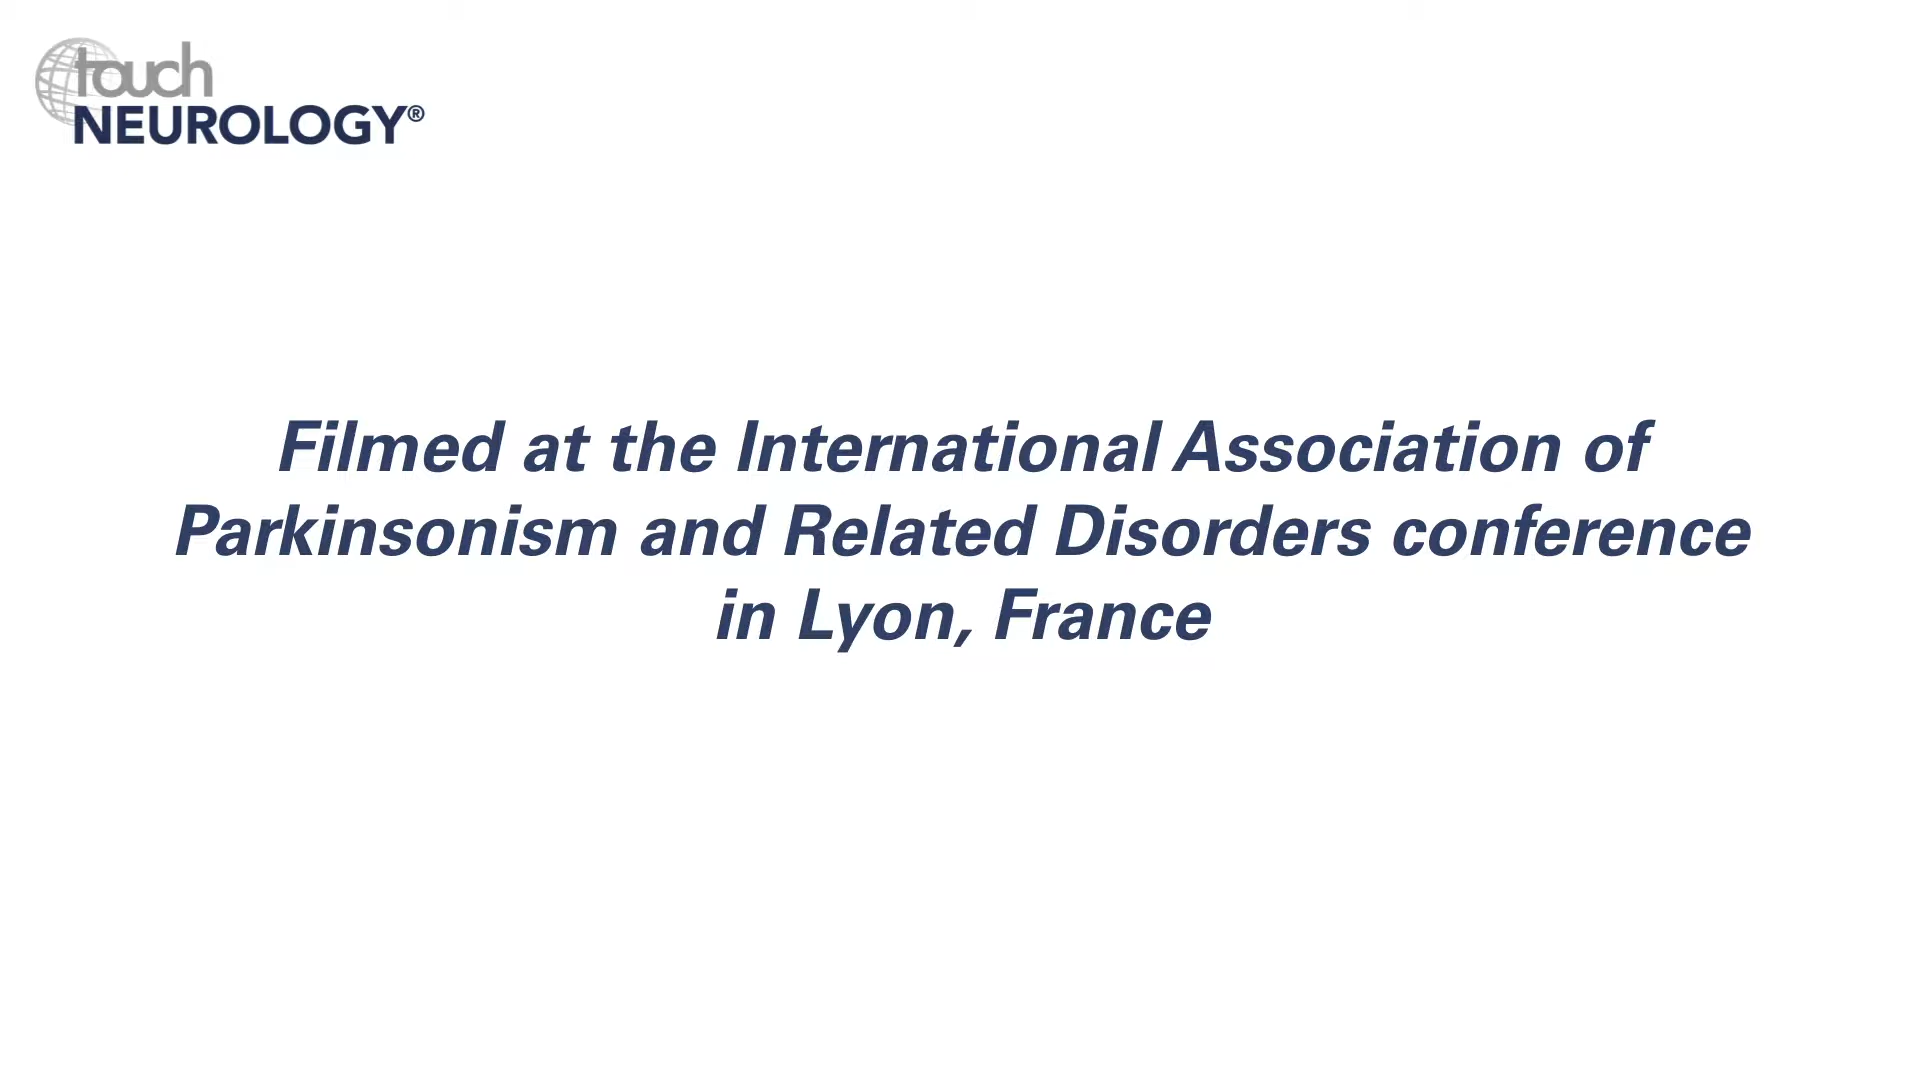 touch
NEUROLOGY®
Filmed at the International Association of
Parkinsonism and Related Disorders conference
in Lyon, France